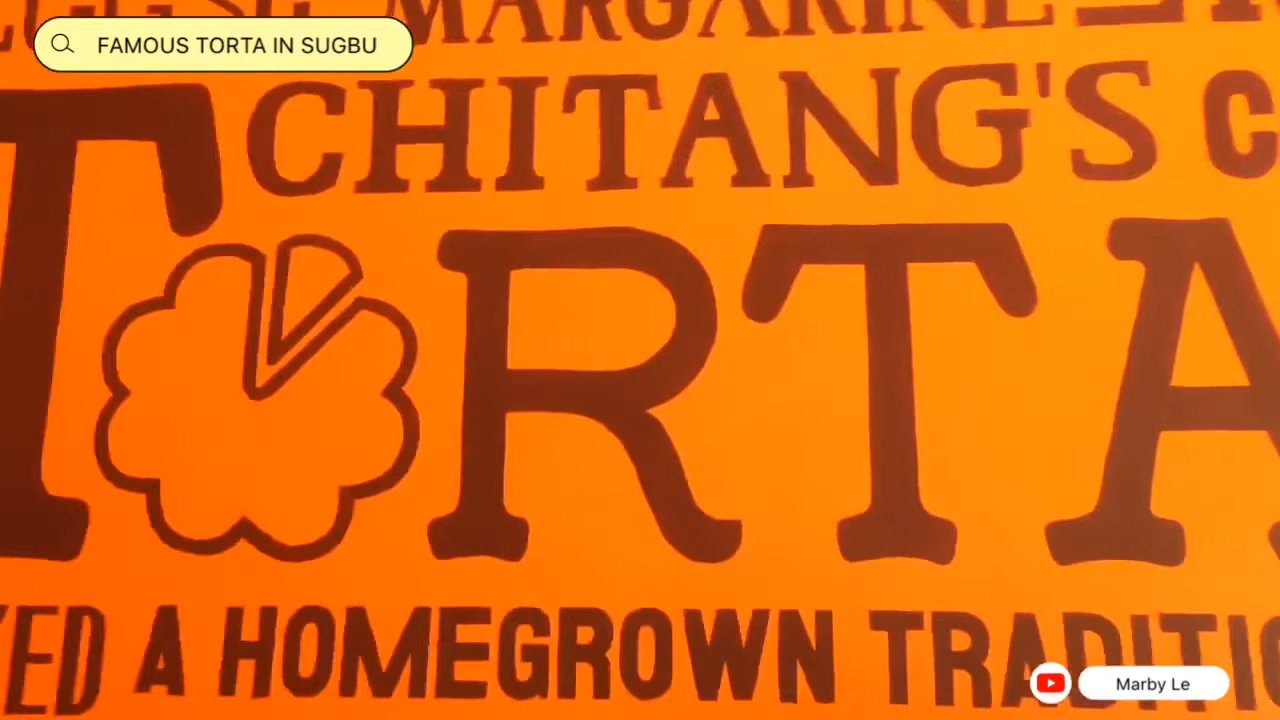 MARGARINE
FAMOUS TORTA IN SUGBU
CHITANG'S
TORTA
A HOMEGROWN
Marby Le